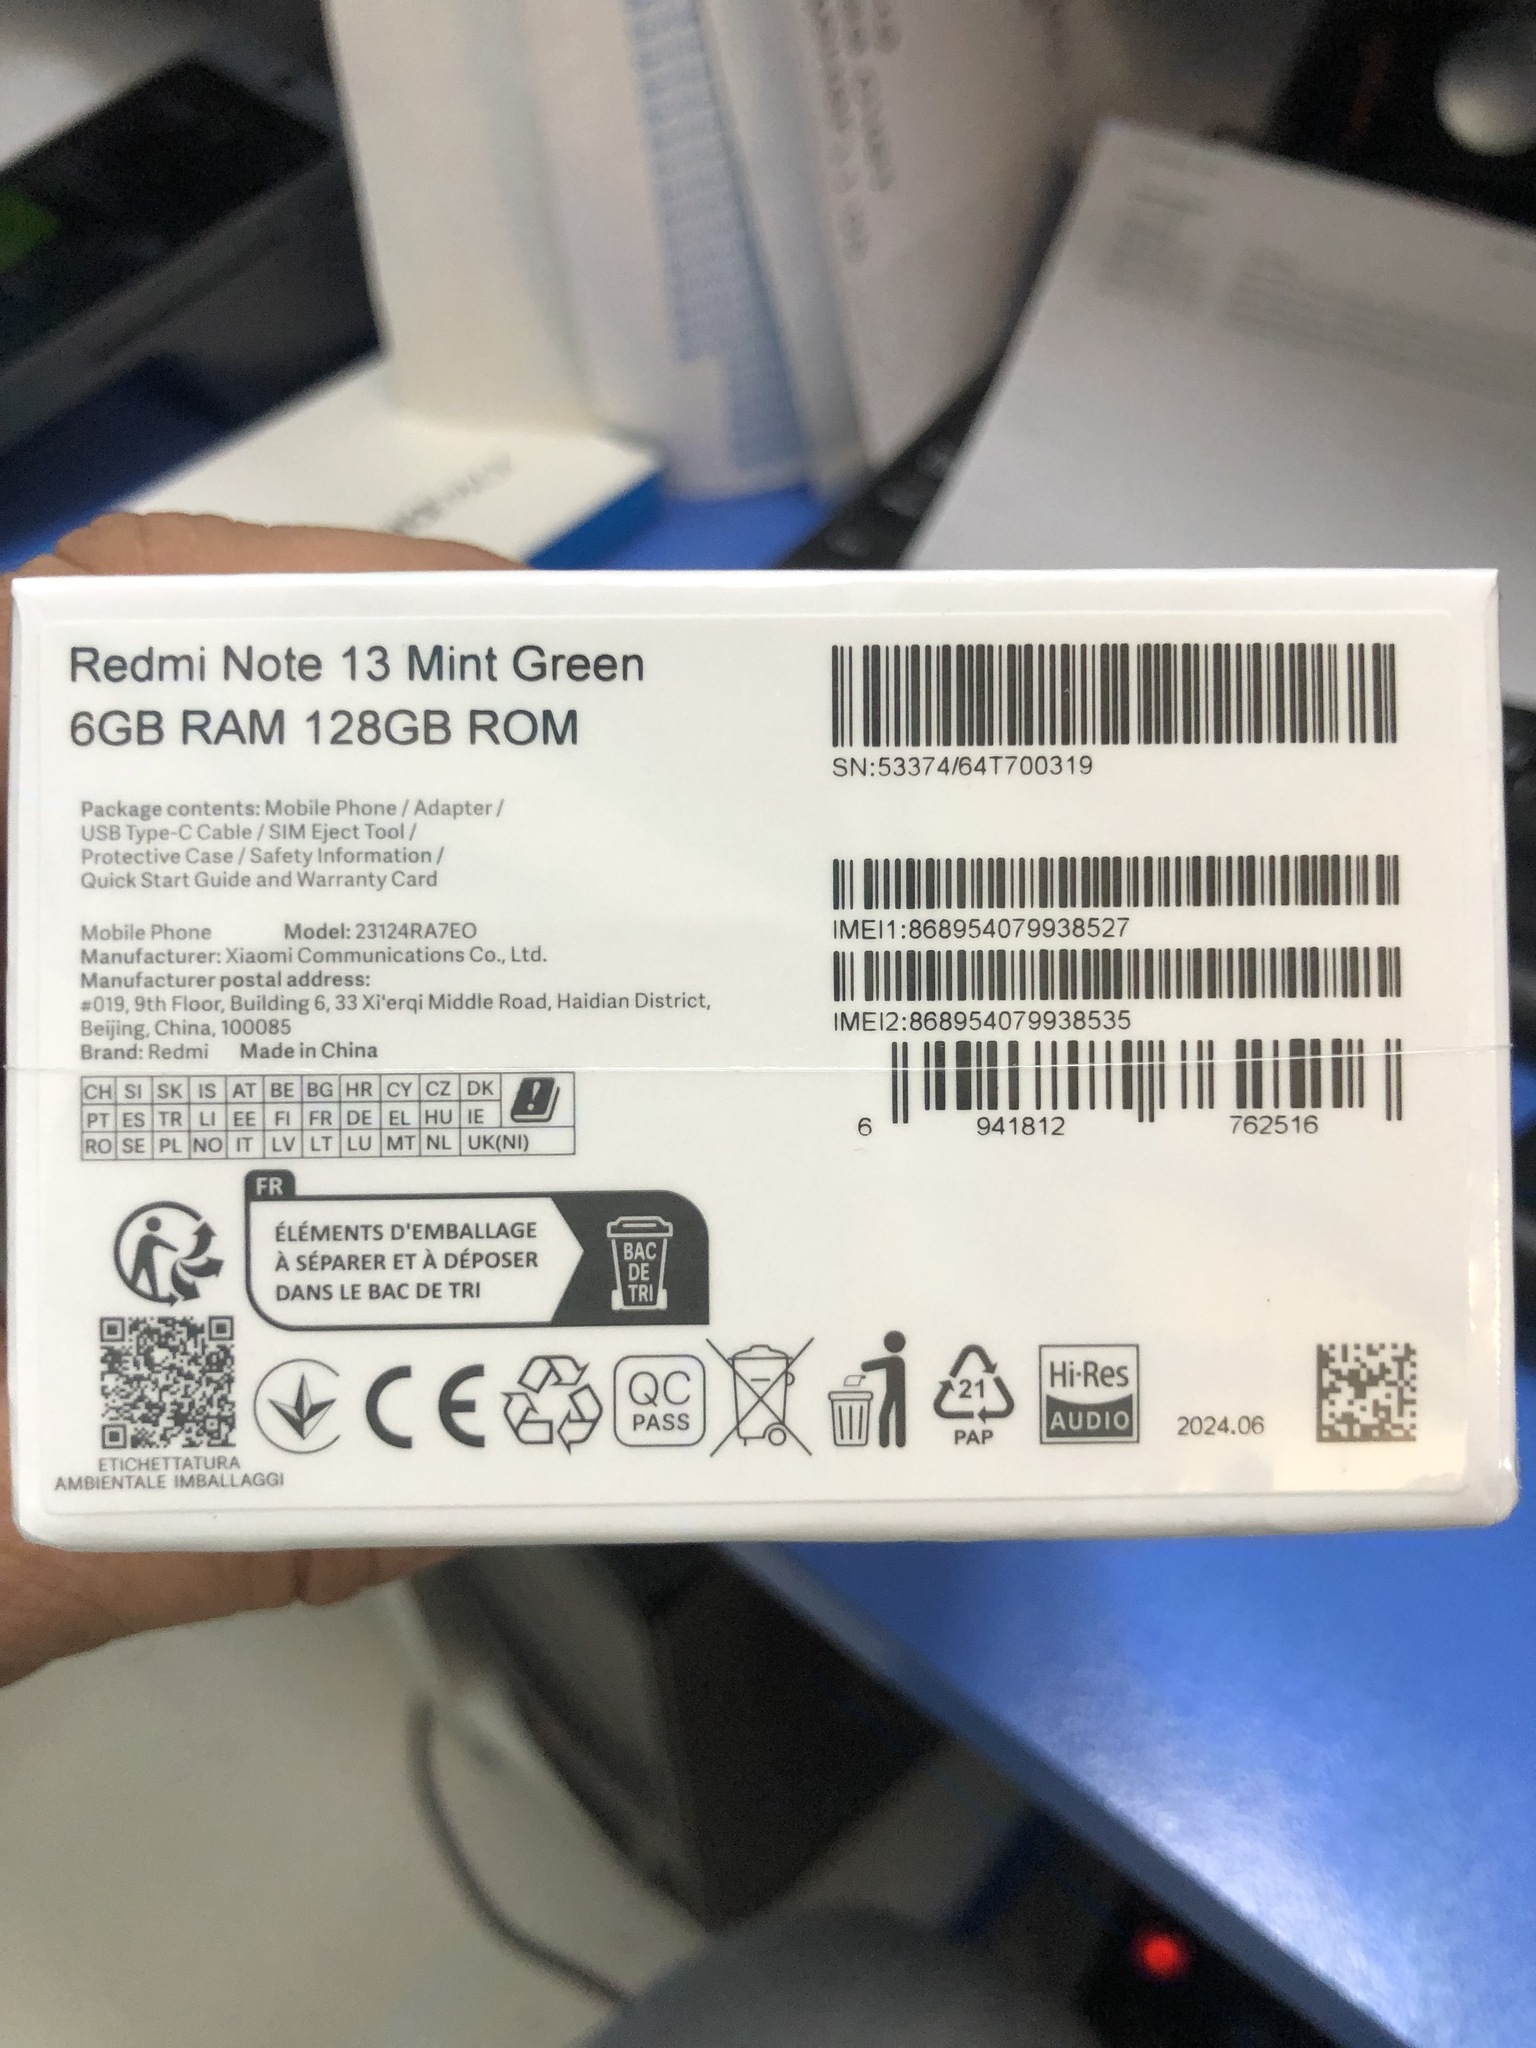 Redmi Note 13 Mint Green
6GB RAM 128GB ROM
Package contents: Mobile Phone / Adapter /
USB Type-C Cable / SIM Eject Tool /
Protective Case / Safety Information /
Quick Start Guide and Warranty Card
Mobile Phone Model: 23124RA7EO
Manufacturer: Xiaomi Communications Co., Ltd.
Manufacturer postal address:
#019, 9th Floor, Building 6, 33 Xi'erqi Middle Road, Haidian District,
Beijing, China, 100085
Brand: Redmi Made in China
CH SI SK IS AT BE BG HR CY CZ DK
PT ES TR LI EE FI FR DE EL HU IE
RO SE PL NO IT LV LT LU MT NL UK(NI)
SN:53374/64T700319
IMEI1:868954079938527
IMEI2:868954079938535
6 941812 762516
FR
ÉLÉMENTS D'EMBALLAGE
À SÉPARER ET À DÉPOSER
DANS LE BAC DE TRI
BAC
DE
TRI
ETICHETTATURA
AMBIENTALE IMBALLAGGI
CE
QC
PASS
21
PAP
Hi-Res
AUDIO
2024.06